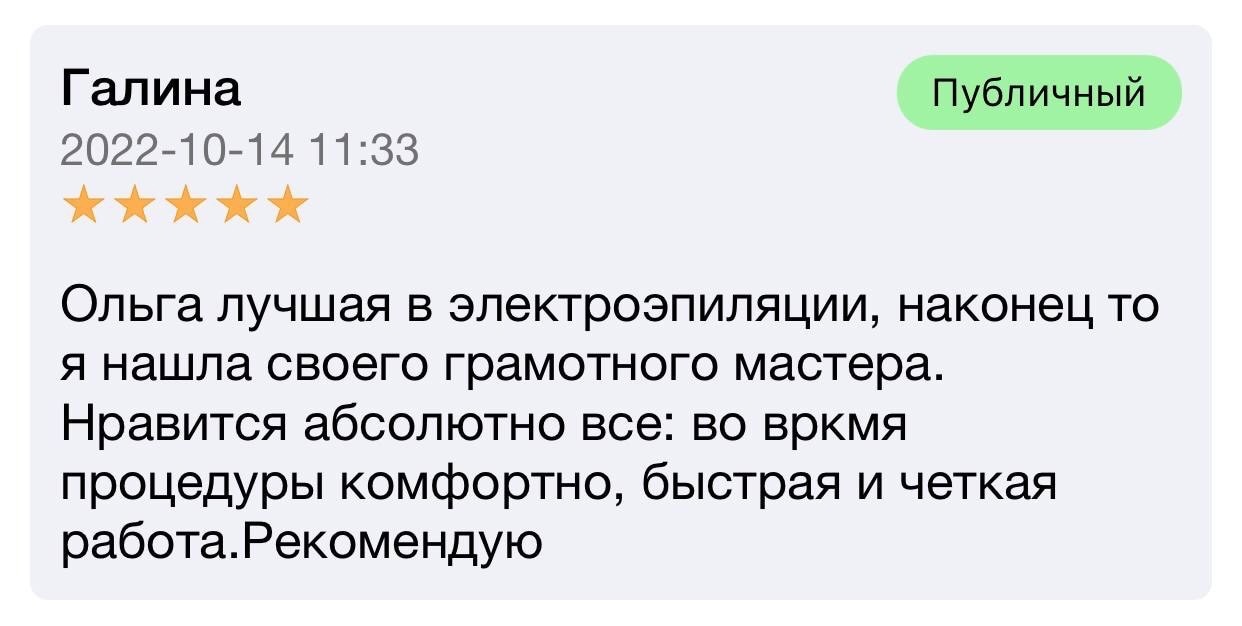 Галина
Публичный
2022-10-14 11:33
★★★★★
Ольга лучшая в электроэпиляции, наконец то
я нашла своего грамотного мастера.
Нравится абсолютно все: во вркмя
процедуры комфортно, быстрая и четкая
работа.Рекомендую